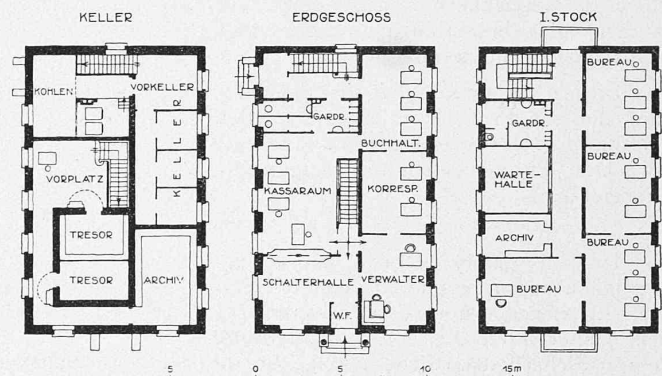 KELLER
KOHLEN
VORKELLER
KELLER
VORPLATZ
TRESOR
TRESOR
ARCHIV
ERDGESCHOSS
GARDR.
BUCHHALT.
KASSARAUM
KORRESP.
SCHALTERHALLE
VERWALTER
W.F.
I.STOCK
BUREAU
GARDR.
BUREAU
WARTE-
HALLE
ARCHIV
BUREAU
BUREAU
5 0 5 10 15m